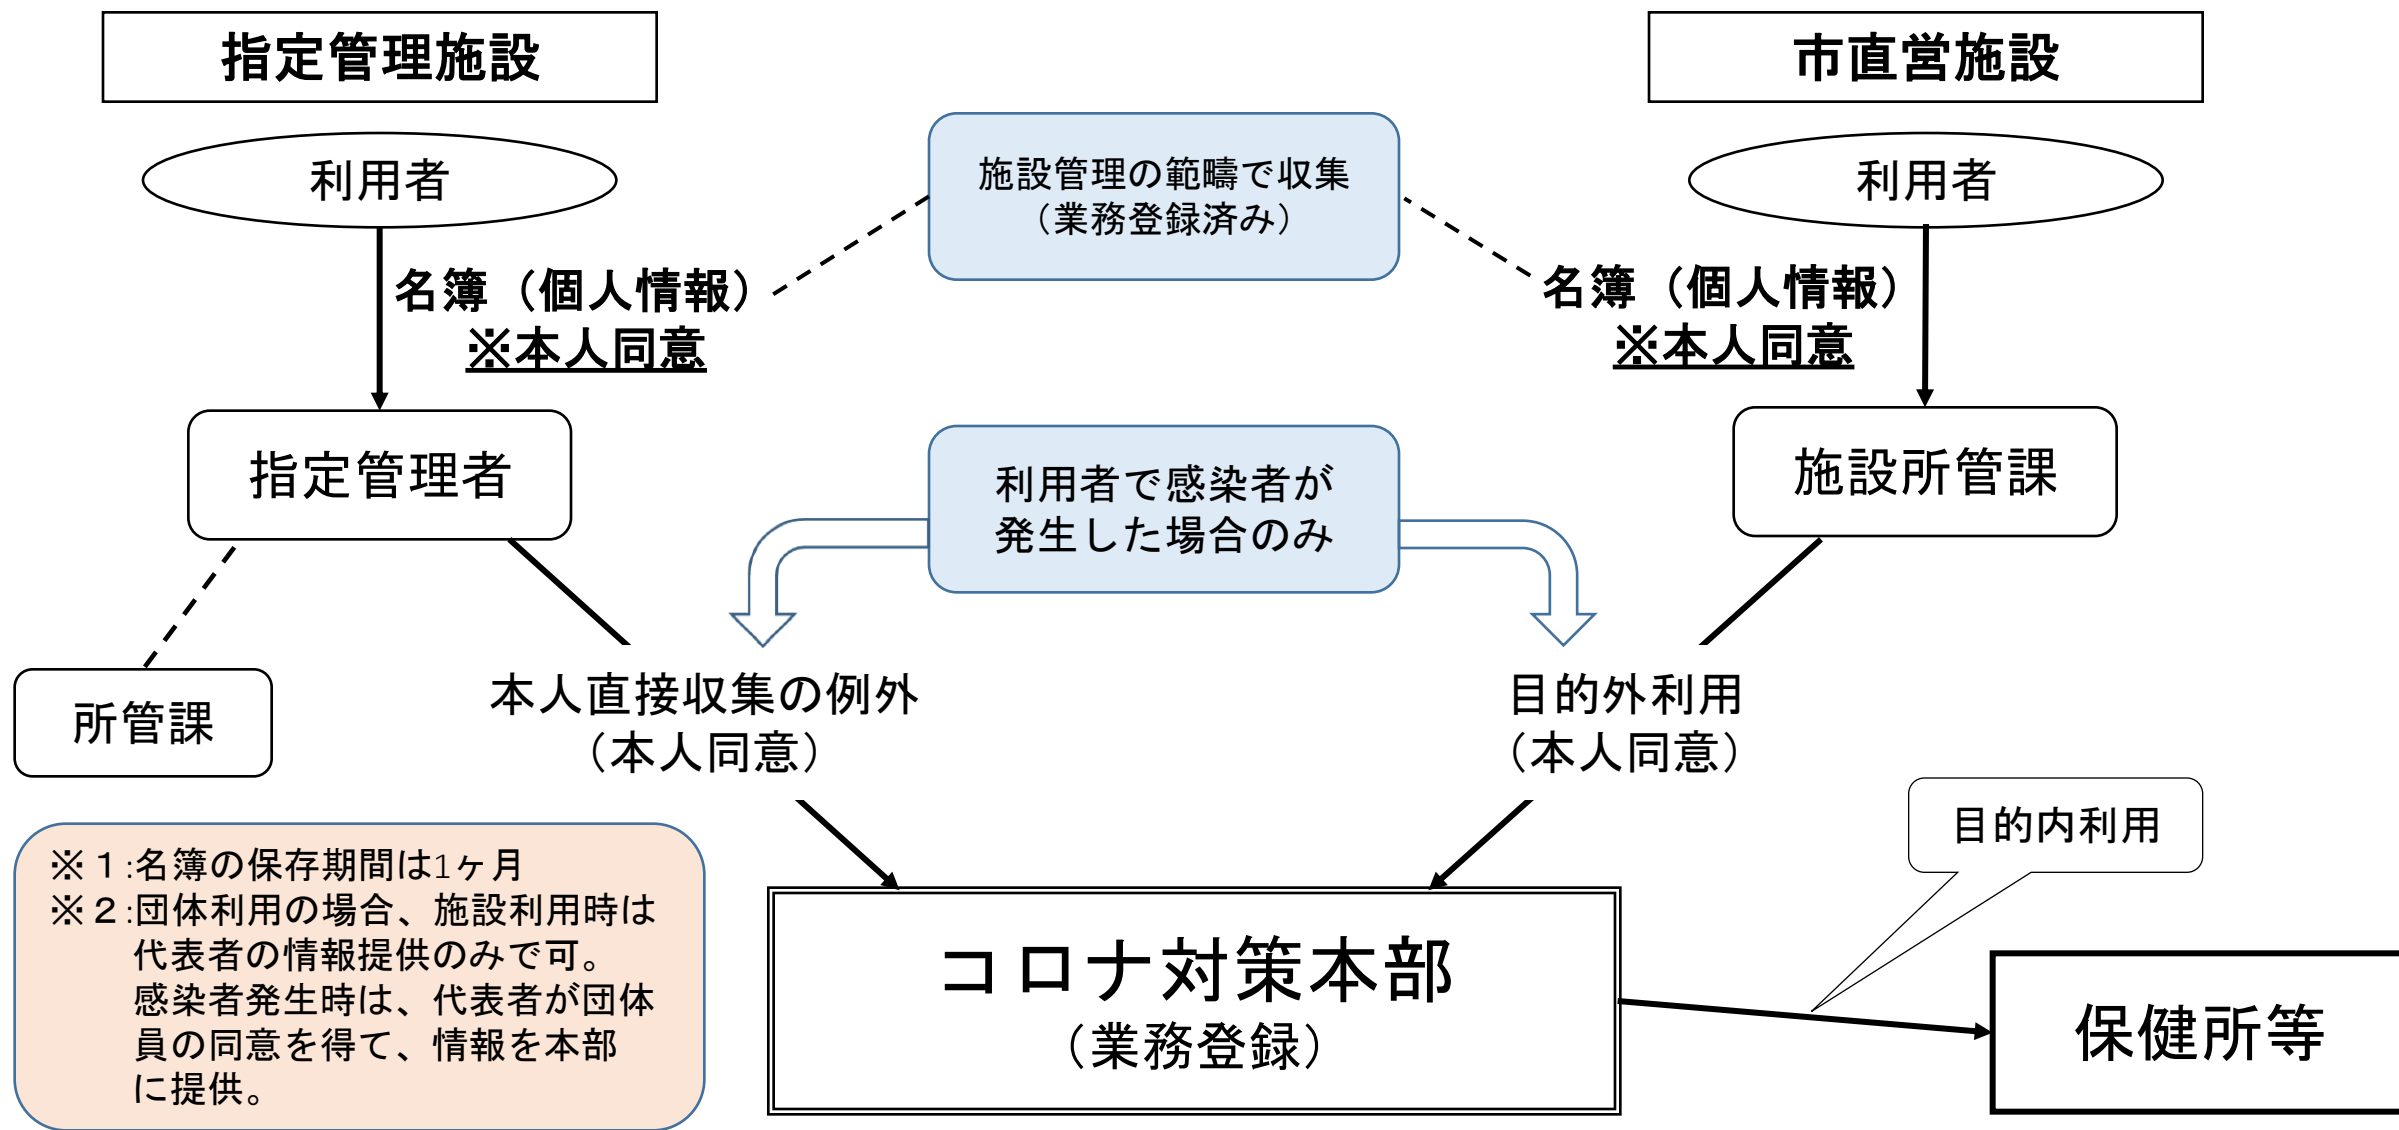 指定管理施設
市直営施設
利用者
施設管理の範疇で収集
（業務登録済み）
利用者
名簿（個人情報）
※本人同意
名簿（個人情報）
※本人同意
指定管理者
利用者で感染者が
発生した場合のみ
施設所管課
所管課
本人直接収集の例外
（本人同意）
目的外利用
（本人同意）
目的内利用
※１:名簿の保存期間は1ヶ月
※２:団体利用の場合、施設利用時は
代表者の情報提供のみで可。
感染者発生時は、代表者が団体
員の同意を得て、情報を本部
に提供。
コロナ対策本部
（業務登録）
保健所等